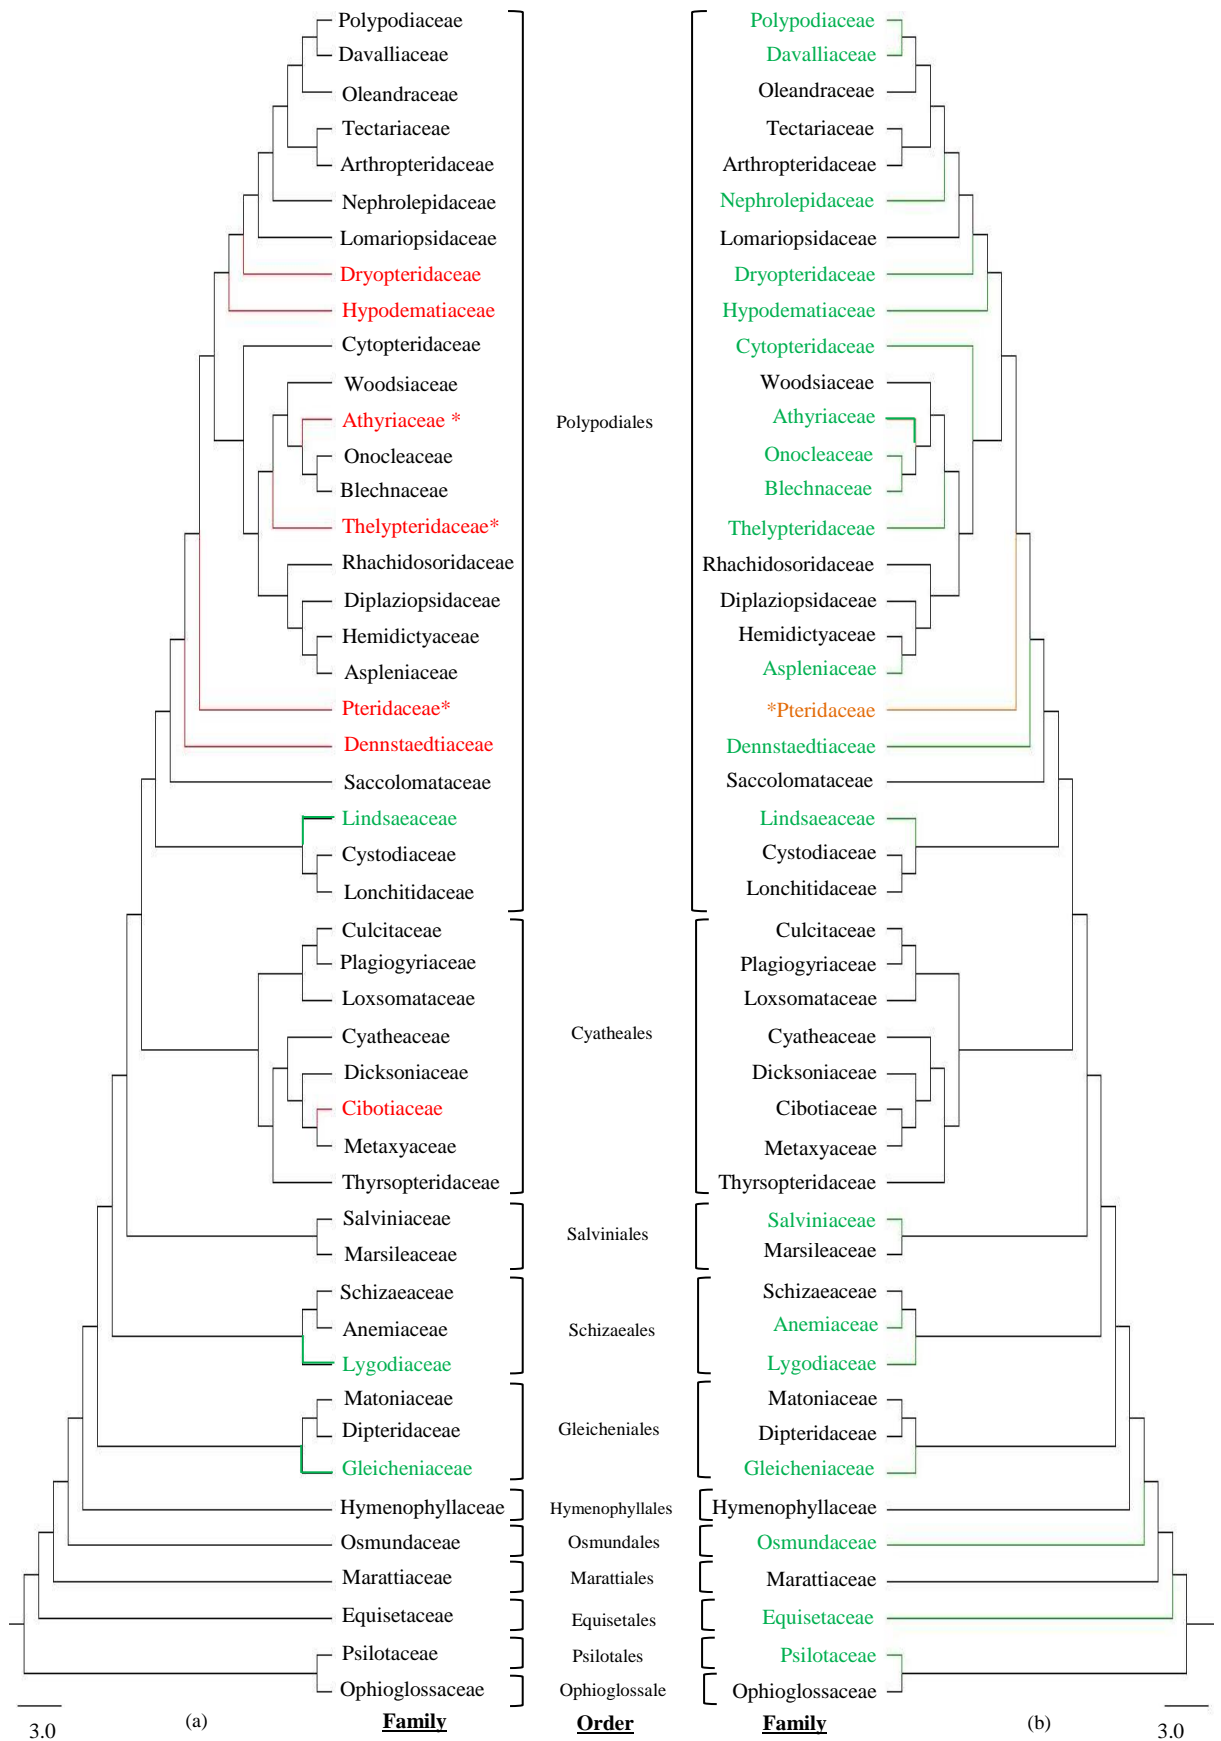 Polypodiaceae Polypodiaceae
Davalliaceae Davalliaceae
Oleandraceae Oleandraceae
Tectariaceae Tectariaceae
Arthropteridaceae Arthropteridaceae
Nephrolepidaceae Nephrolepidaceae
Lomariopsidaceae Lomariopsidaceae
Dryopteridaceae Dryopteridaceae
Hypodematiaceae Hypodematiaceae
Cytopteridaceae Cytopteridaceae
Woodsiaceae Woodsiaceae
Athyriaceae * Polypodiales Athyriaceae
Onocleaceae Onocleaceae
Blechnaceae Blechnaceae
Thelypteridaceae* Thelypteridaceae
Rhachidosoridaceae Rhachidosoridaceae
Diplaziopsidaceae Diplaziopsidaceae
Hemidictyaceae Hemidictyaceae
Aspleniaceae Aspleniaceae
Pteridaceae* *Pteridaceae
Dennstaedtiaceae Dennstaedtiaceae
Saccolomataceae Saccolomataceae
Lindsaeaceae Lindsaeaceae
Cystodiaceae Cystodiaceae
Lonchitidaceae Lonchitidaceae
Culcitaceae Culcitaceae
Plagiogyriaceae Plagiogyriaceae
Loxsomataceae Loxsomataceae
Cyatheaceae Cyatheales Cyatheaceae
Dicksoniaceae Dicksoniaceae
Cibotiaceae Cibotiaceae
Metaxyaceae Metaxyaceae
Thyrsopteridaceae Thyrsopteridaceae
Salviniaceae Salviniaceae
Salviniales
Marsileaceae Marsileaceae
Schizaeaceae Schizaeaceae
Anemiaceae Schizaeales Anemiaceae
Lygodiaceae Lygodiaceae
Matoniaceae Matoniaceae
Dipteridaceae Gleicheniales Dipteridaceae
Gleicheniaceae Gleicheniaceae
Hymenophyllaceae Hymenophyllales Hymenophyllaceae
Osmundaceae Osmundales Osmundaceae
Marattiaceae Marattiales Marattiaceae
Equisetaceae Equisetales Equisetaceae
Psilotaceae Psilotales Psilotaceae
Ophioglossaceae Ophioglossale Ophioglossaceae
3.0 (a) Family Order Family (b) 3.0